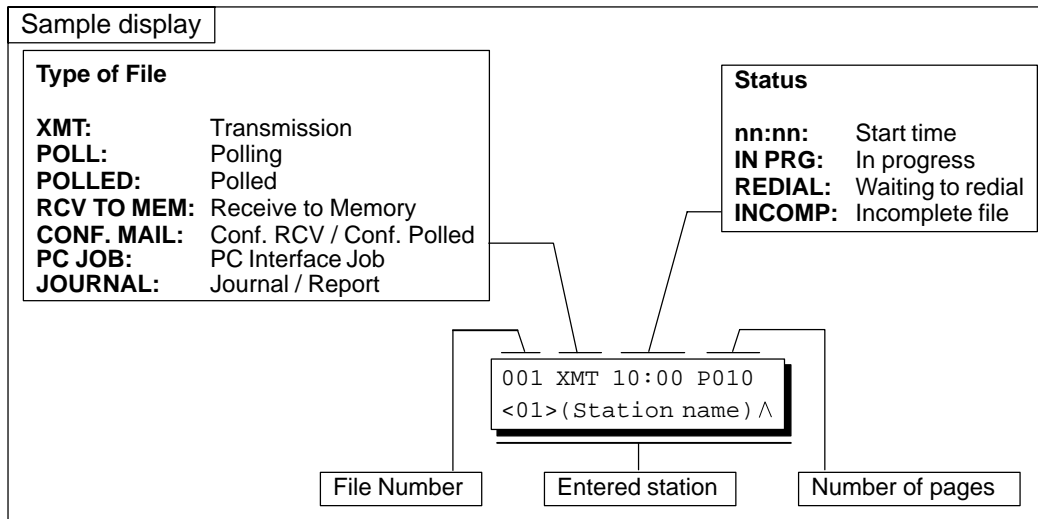 Sample display
Type of File
XMT: Transmission
POLL: Polling
POLLED: Polled
RCV TO MEM: Receive to Memory
CONF. MAIL: Conf. RCV / Conf. Polled
PC JOB: PC Interface Job
JOURNAL: Journal / Report
Status
nn:nn: Start time
IN PRG: In progress
REDIAL: Waiting to redial
INCOMP: Incomplete file
001 XMT 10:00 P010
<01>(Station name)∧
File Number
Entered station
Number of pages